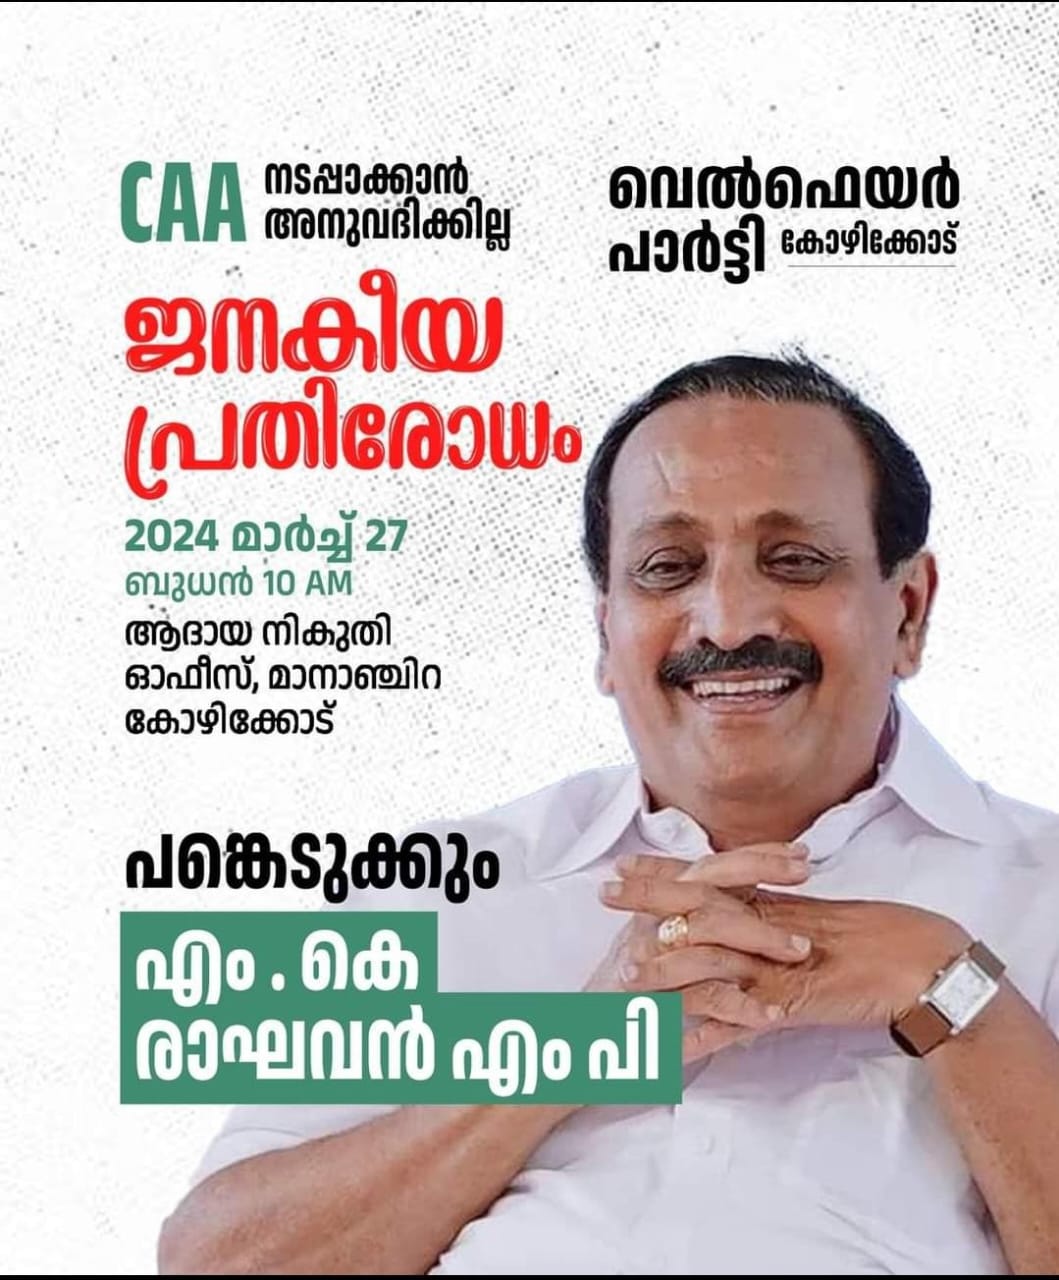 CAA നടപ്പാക്കാൻ
അനുവദിക്കില്ല
വെൽഫെയർ
പാർട്ടി കോഴിക്കോട്
ജനകീയ
പ്രതിരോധം
2024 മാർച്ച് 27
ബുധൻ 10 AM
ആദായ നികുതി
ഓഫീസ്, മാനാഞ്ചിറ
കോഴിക്കോട്
പങ്കെടുക്കും
എം . കെ
രാഘവൻ എം പി